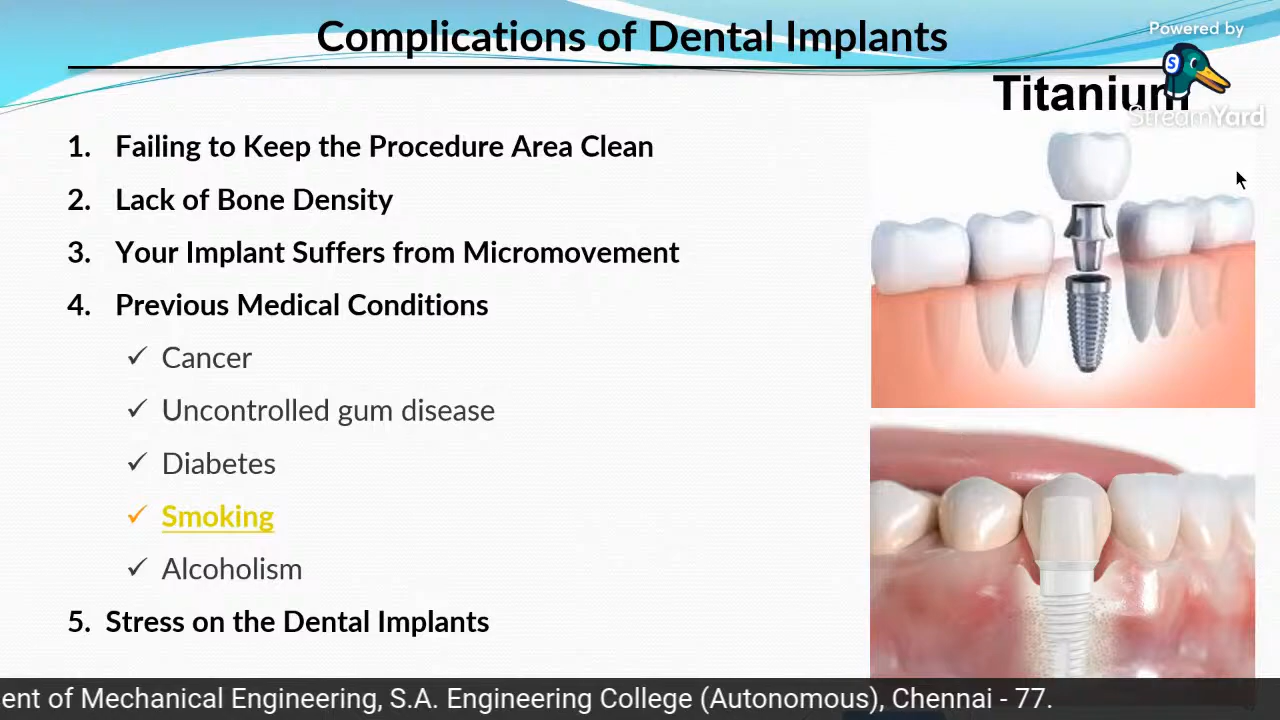 Complications of Dental Implants
Powered by
StreamYard
Titanium
1. Failing to Keep the Procedure Area Clean
2. Lack of Bone Density
3. Your Implant Suffers from Micromovement
4. Previous Medical Conditions
✓ Cancer
✓ Uncontrolled gum disease
✓ Diabetes
✓ Smoking
✓ Alcoholism
5. Stress on the Dental Implants
ent of Mechanical Engineering, S.A. Engineering College (Autonomous), Chennai - 77.